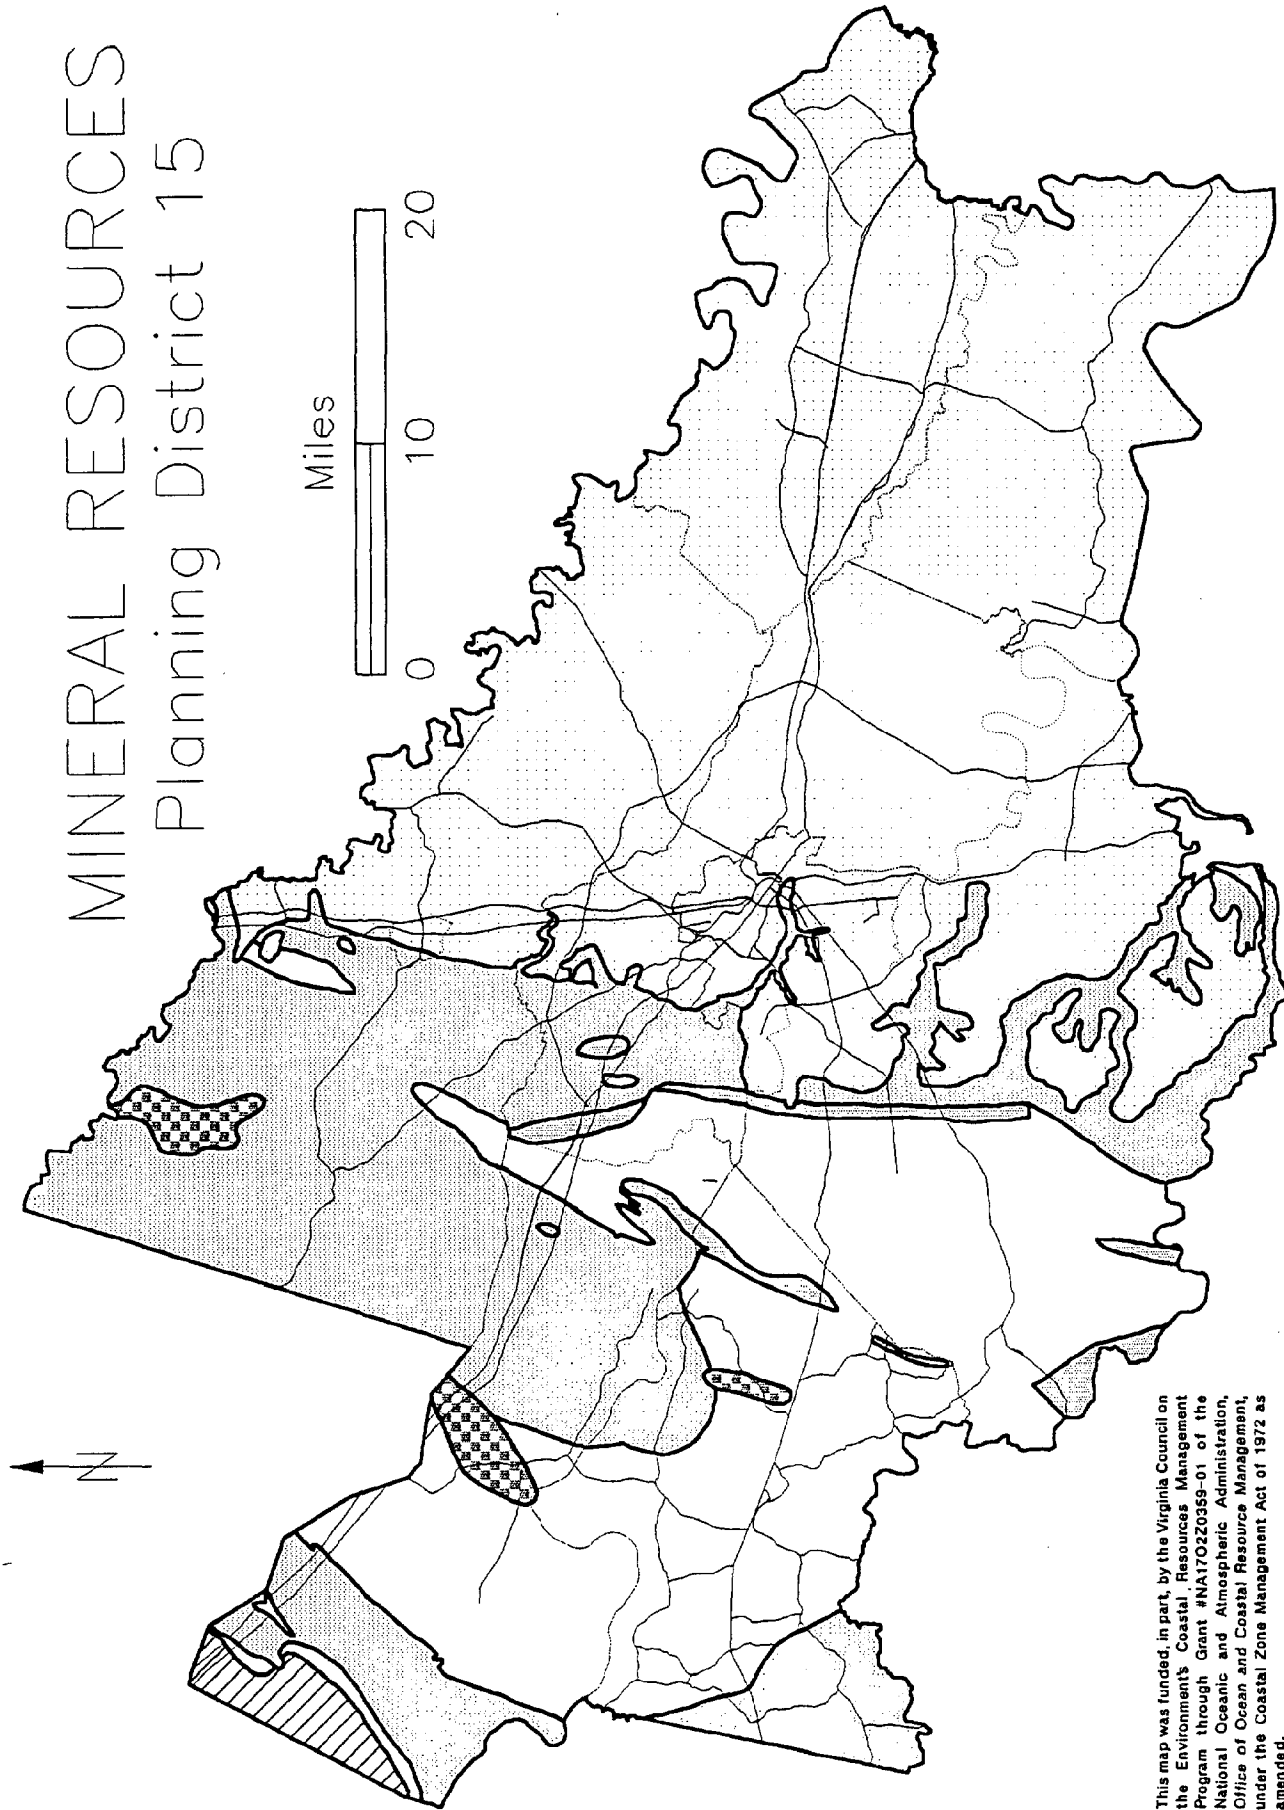 MINERAL RESOURCES
Planning District 15
Miles
0 10 20
N
This map was funded, in part, by the Virginia Council on
the Environment's Coastal Resources Management
Program through Grant #NA17OZ0359-01 of the
National Oceanic and Atmospheric Administration,
Office of Ocean and Coastal Resource Management,
under the Coastal Zone Management Act of 1972 as
amended.